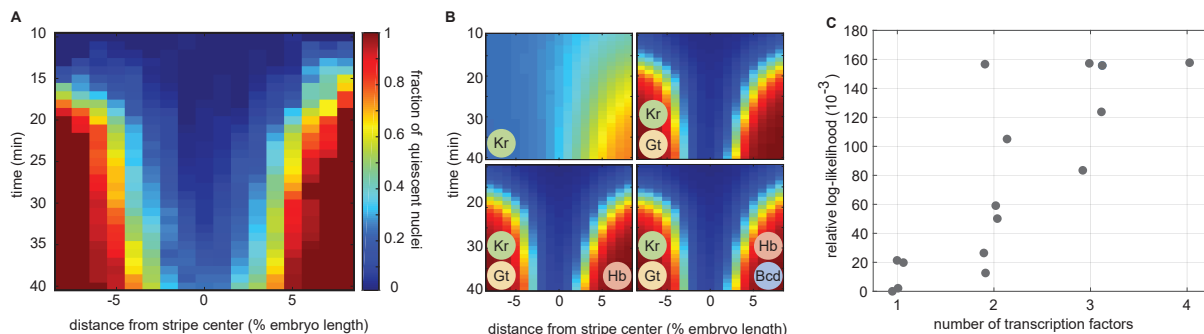 A
10
15
20
25
30
35
40
time (min)
-5
0
5
distance from stripe center (% embryo length)
1
0.8
0.6
0.4
0.2
0
fraction of
quiescent nuclei
B
10
20
30
40
20
30
40
time (min)
Kr
Kr
Gt
Kr
Gt
Hb
Kr
Gt
Hb
Bcd
-5
0
5
-5
0
5
distance from stripe center (% embryo length)
C
180
160
140
120
100
80
60
40
20
0
relative log-likelihood (10⁻³)
1
2
3
4
number of transcription factors